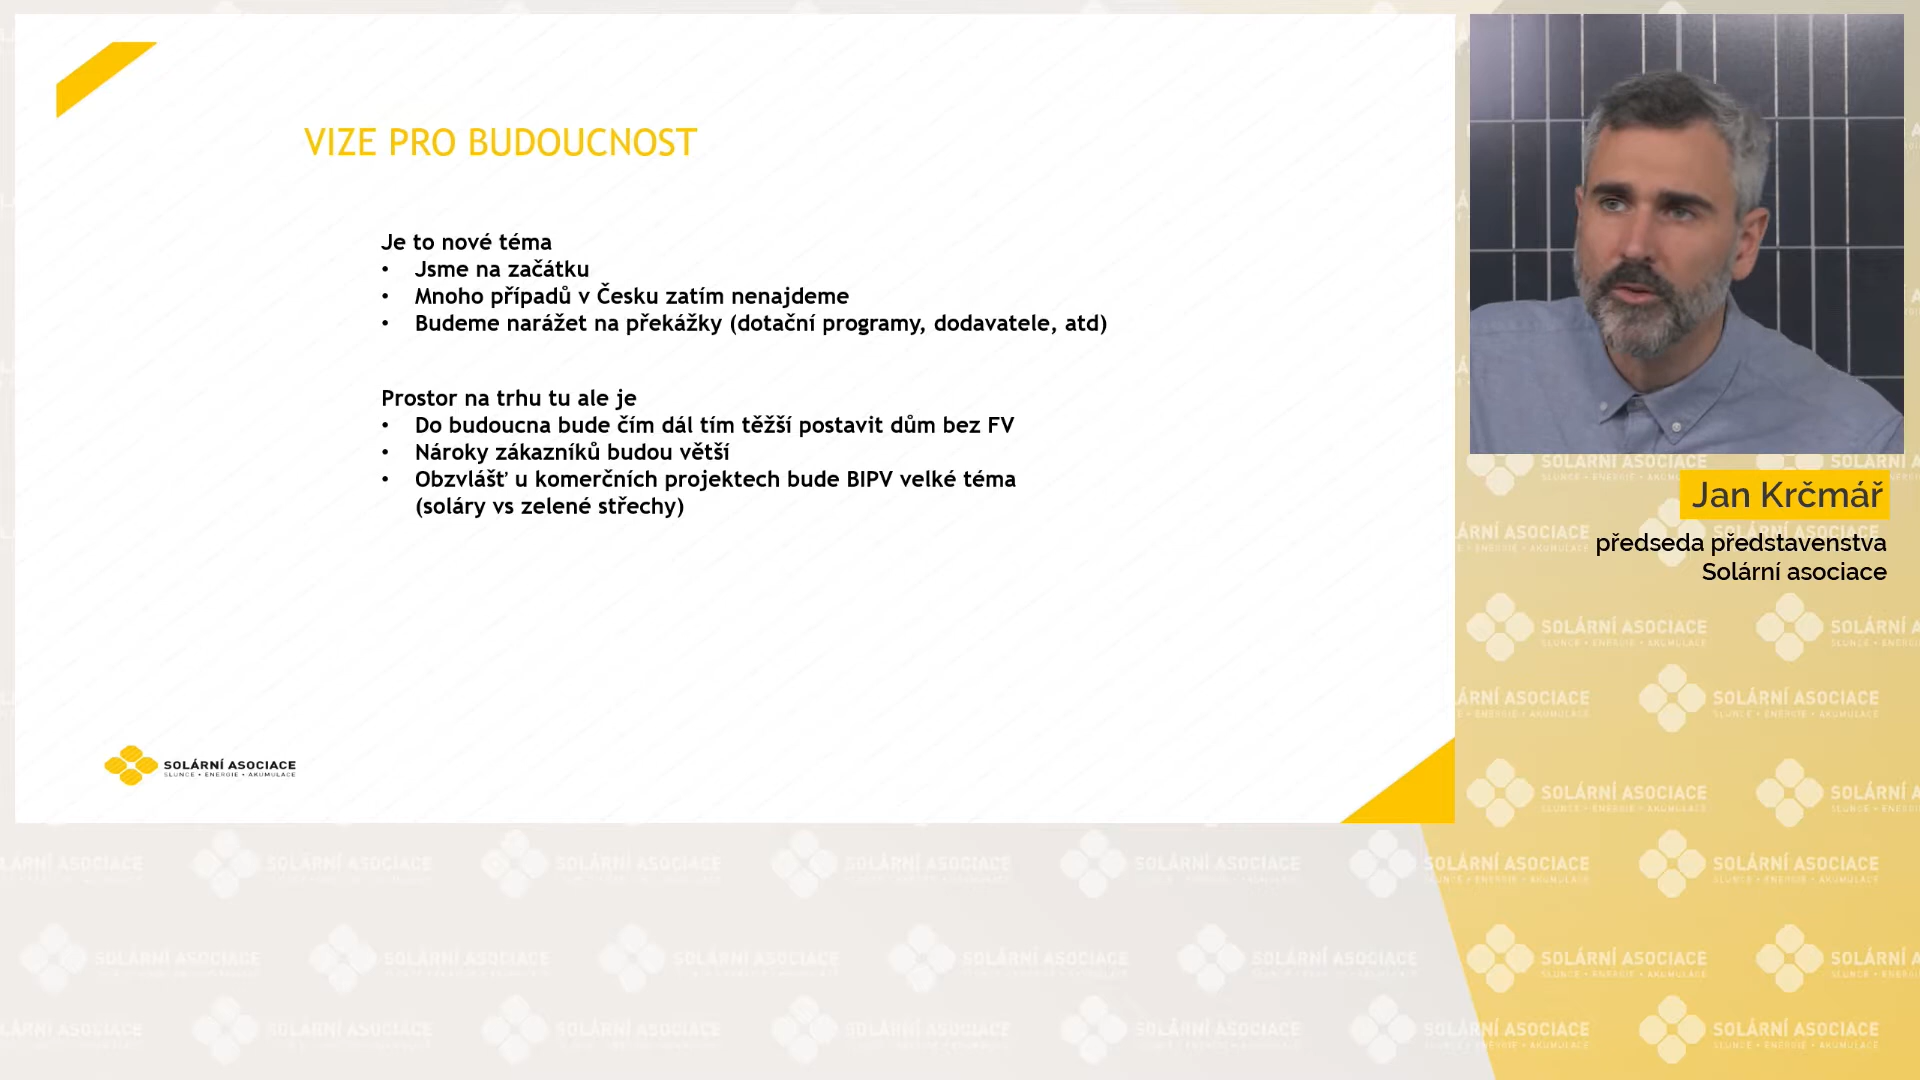 VIZE PRO BUDOUCNOST
Je to nové téma
• Jsme na začátku
• Mnoho případů v Česku zatím nenajdeme
• Budeme narážet na překážky (dotační programy, dodavatele, atd)
Prostor na trhu tu ale je
• Do budoucna bude čím dál tím těžší postavit dům bez FV
• Nároky zákazníků budou větší
• Obzvlášť u komerčních projektech bude BIPV velké téma
(soláry vs zelené střechy)
SOLÁRNÍ ASOCIACE
SLUNCE • ENERGIE • AKUMULACE
Jan Krčmář
předseda představenstva
Solární asociace